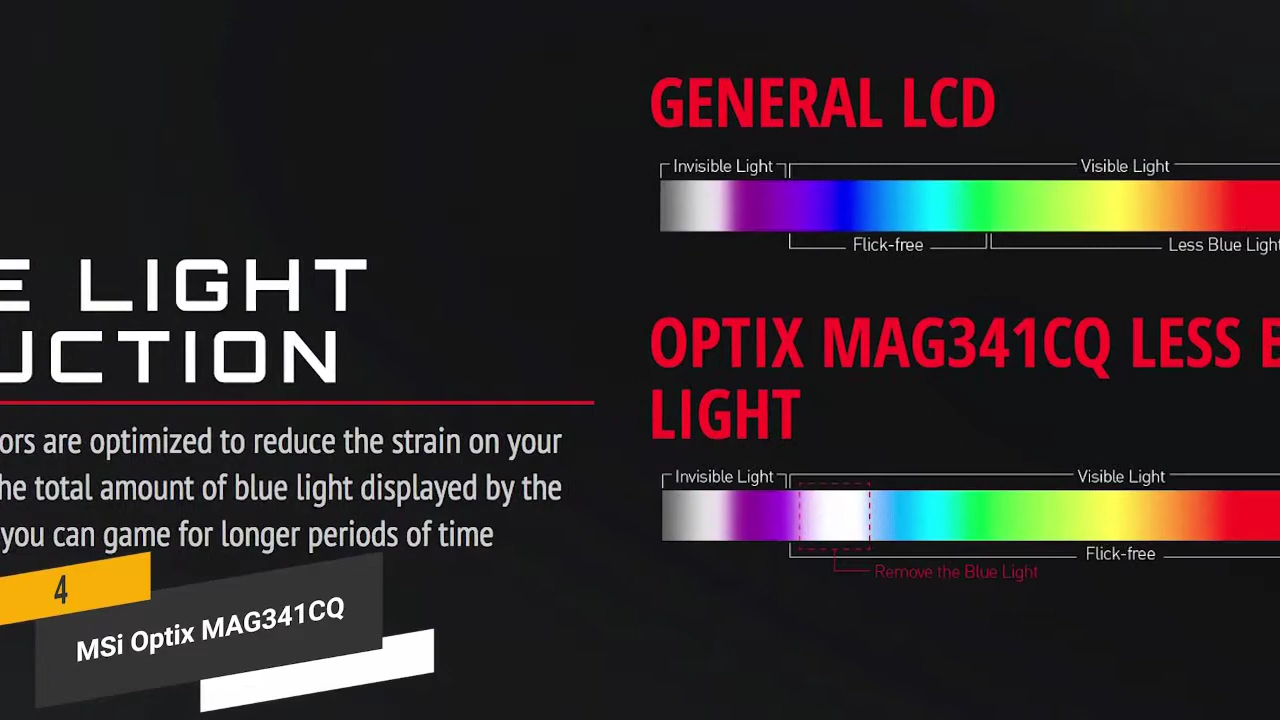 E LIGHT
UCTION
ors are optimized to reduce the strain on your
he total amount of blue light displayed by the
you can game for longer periods of time
4
MSi Optix MAG341CQ
GENERAL LCD
Invisible Light
Visible Light
Flick-free
Less Blue Light
OPTIX MAG341CQ LESS B
LIGHT
Invisible Light
Visible Light
Flick-free
Remove the Blue Light